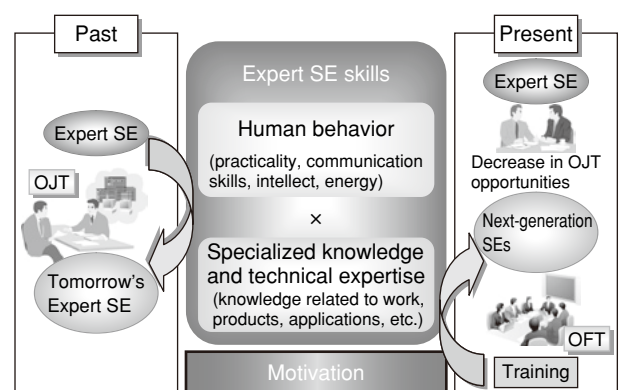 Past
Expert SE
OJT
Tomorrow's
Expert SE
Expert SE skills
Human behavior
(practicality, communication
skills, intellect, energy)
×
Specialized knowledge
and technical expertise
(knowledge related to work,
products, applications, etc.)
Motivation
Present
Expert SE
Decrease in OJT
opportunities
Next-generation
SEs
OFT
Training